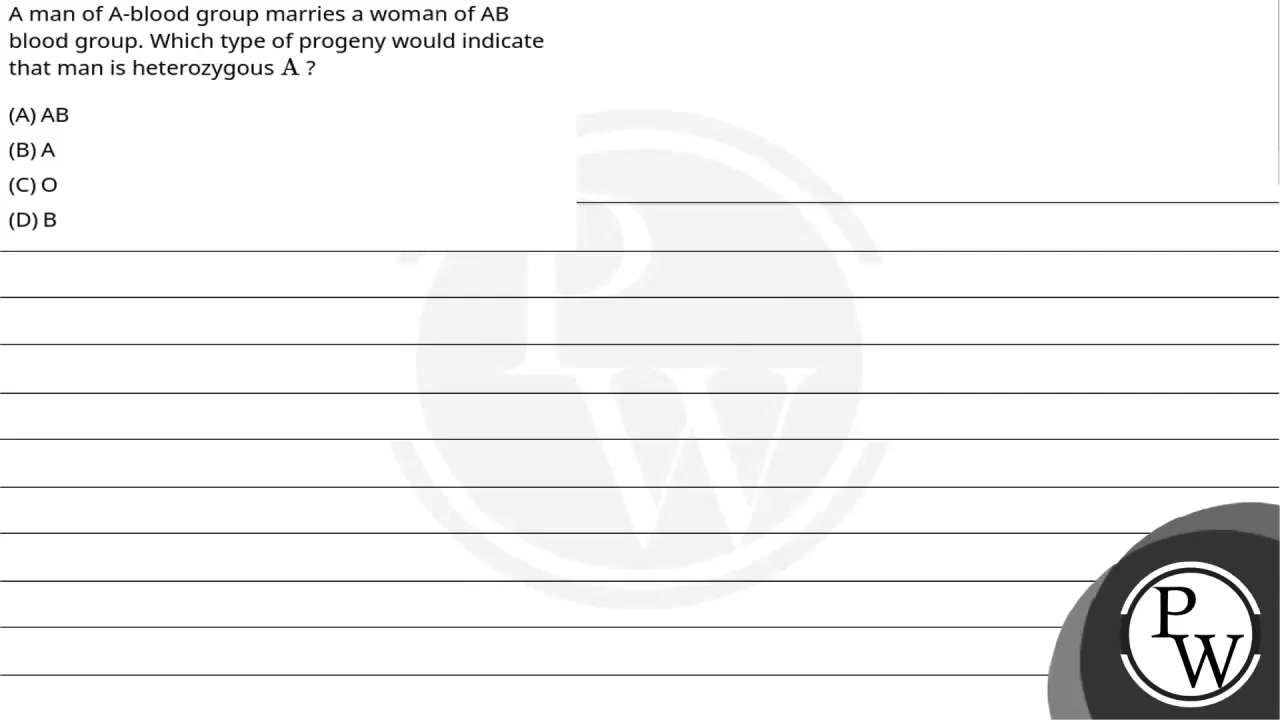 A man of A-blood group marries a woman of AB
blood group. Which type of progeny would indicate
that man is heterozygous A ?
(A) AB
(B) A
(C) O
(D) B
P
W
P
W